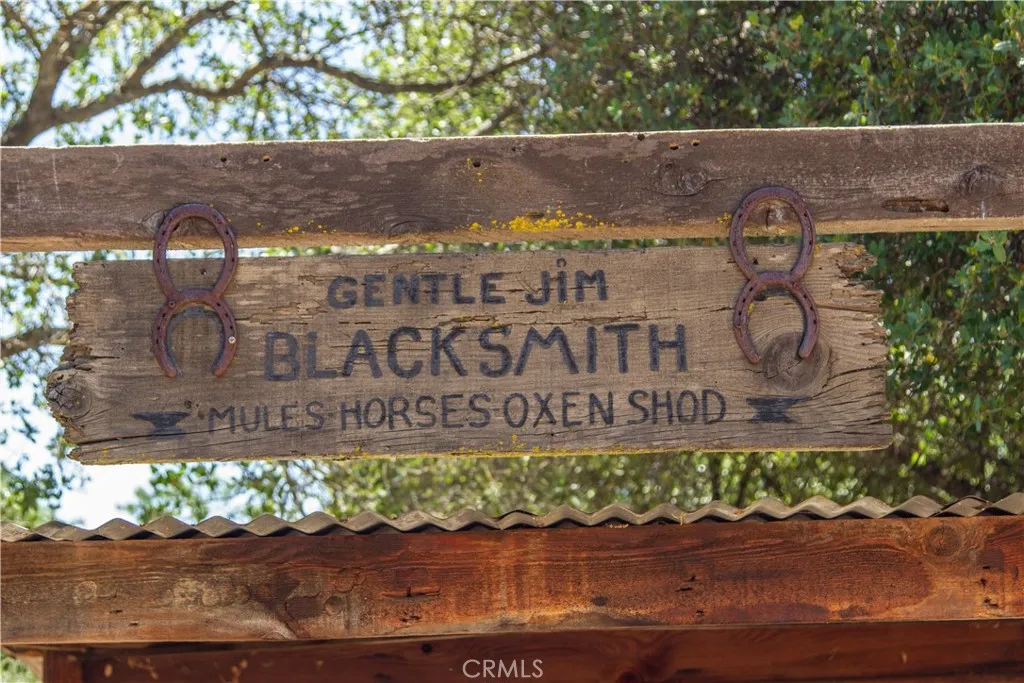 GENTLE JIM
BLACKSMITH
MULES HORSES OXEN SHOD
CRMLS